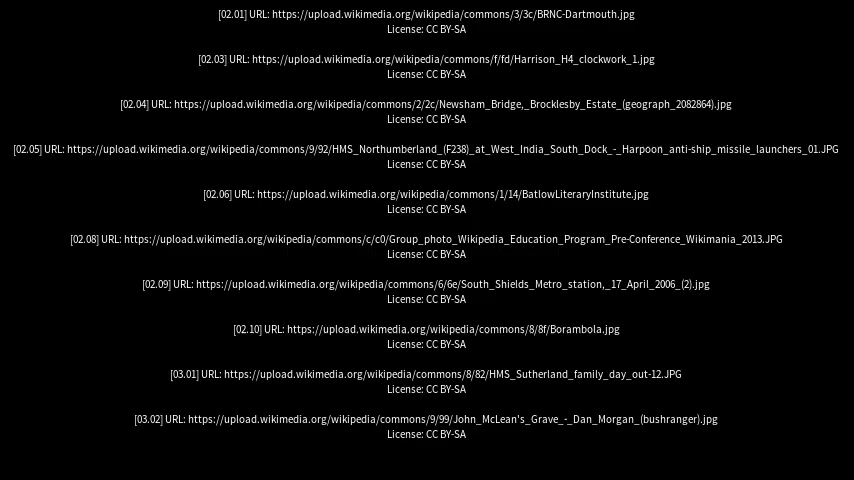 [02.01] URL: https://upload.wikimedia.org/wikipedia/commons/3/3c/BRNC-Dartmouth.jpg
License: CC BY-SA
[02.03] URL: https://upload.wikimedia.org/wikipedia/commons/f/fd/Harrison_H4_clockwork_1.jpg
License: CC BY-SA
[02.04] URL: https://upload.wikimedia.org/wikipedia/commons/2/2c/Newsham_Bridge,_Brocklesby_Estate_(geograph_2082864).jpg
License: CC BY-SA
[02.05] URL: https://upload.wikimedia.org/wikipedia/commons/9/92/HMS_Northumberland_(F238)_at_West_India_South_Dock_-_Harpoon_anti-ship_missile_launchers_01.JPG
License: CC BY-SA
[02.06] URL: https://upload.wikimedia.org/wikipedia/commons/1/14/BatlowLiteraryInstitute.jpg
License: CC BY-SA
[02.08] URL: https://upload.wikimedia.org/wikipedia/commons/c/c0/Group_photo_Wikipedia_Education_Program_Pre-Conference_Wikimania_2013.JPG
License: CC BY-SA
[02.09] URL: https://upload.wikimedia.org/wikipedia/commons/6/6e/South_Shields_Metro_station,_17_April_2006_(2).jpg
License: CC BY-SA
[02.10] URL: https://upload.wikimedia.org/wikipedia/commons/8/8f/Borambola.jpg
License: CC BY-SA
[03.01] URL: https://upload.wikimedia.org/wikipedia/commons/8/82/HMS_Sutherland_family_day_out-12.JPG
License: CC BY-SA
[03.02] URL: https://upload.wikimedia.org/wikipedia/commons/9/99/John_McLean's_Grave_-_Dan_Morgan_(bushranger).jpg
License: CC BY-SA